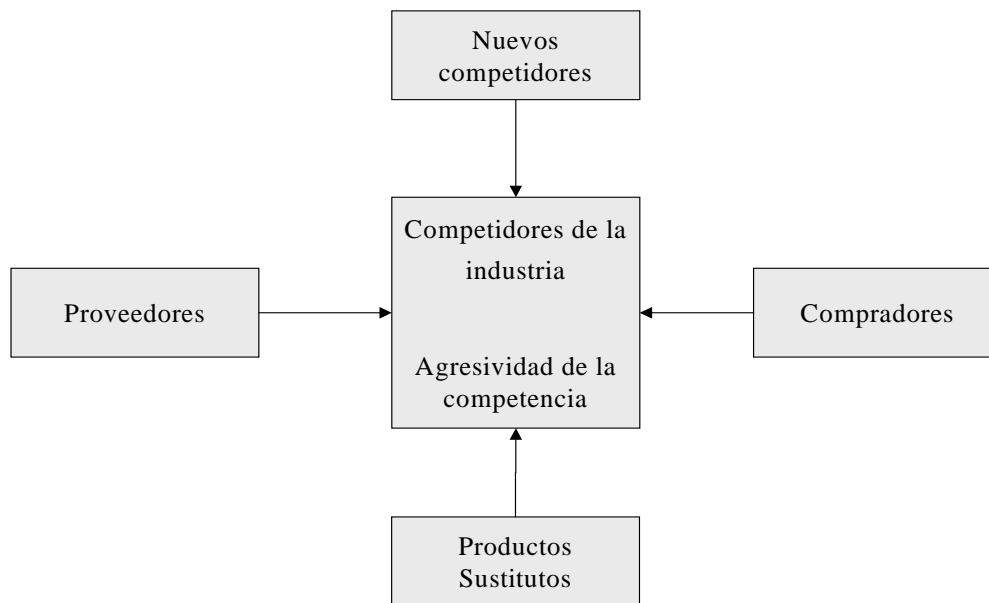 Nuevos
competidores
Competidores de la
industria
Proveedores
Compradores
Agresividad de la
competencia
Productos
Sustitutos